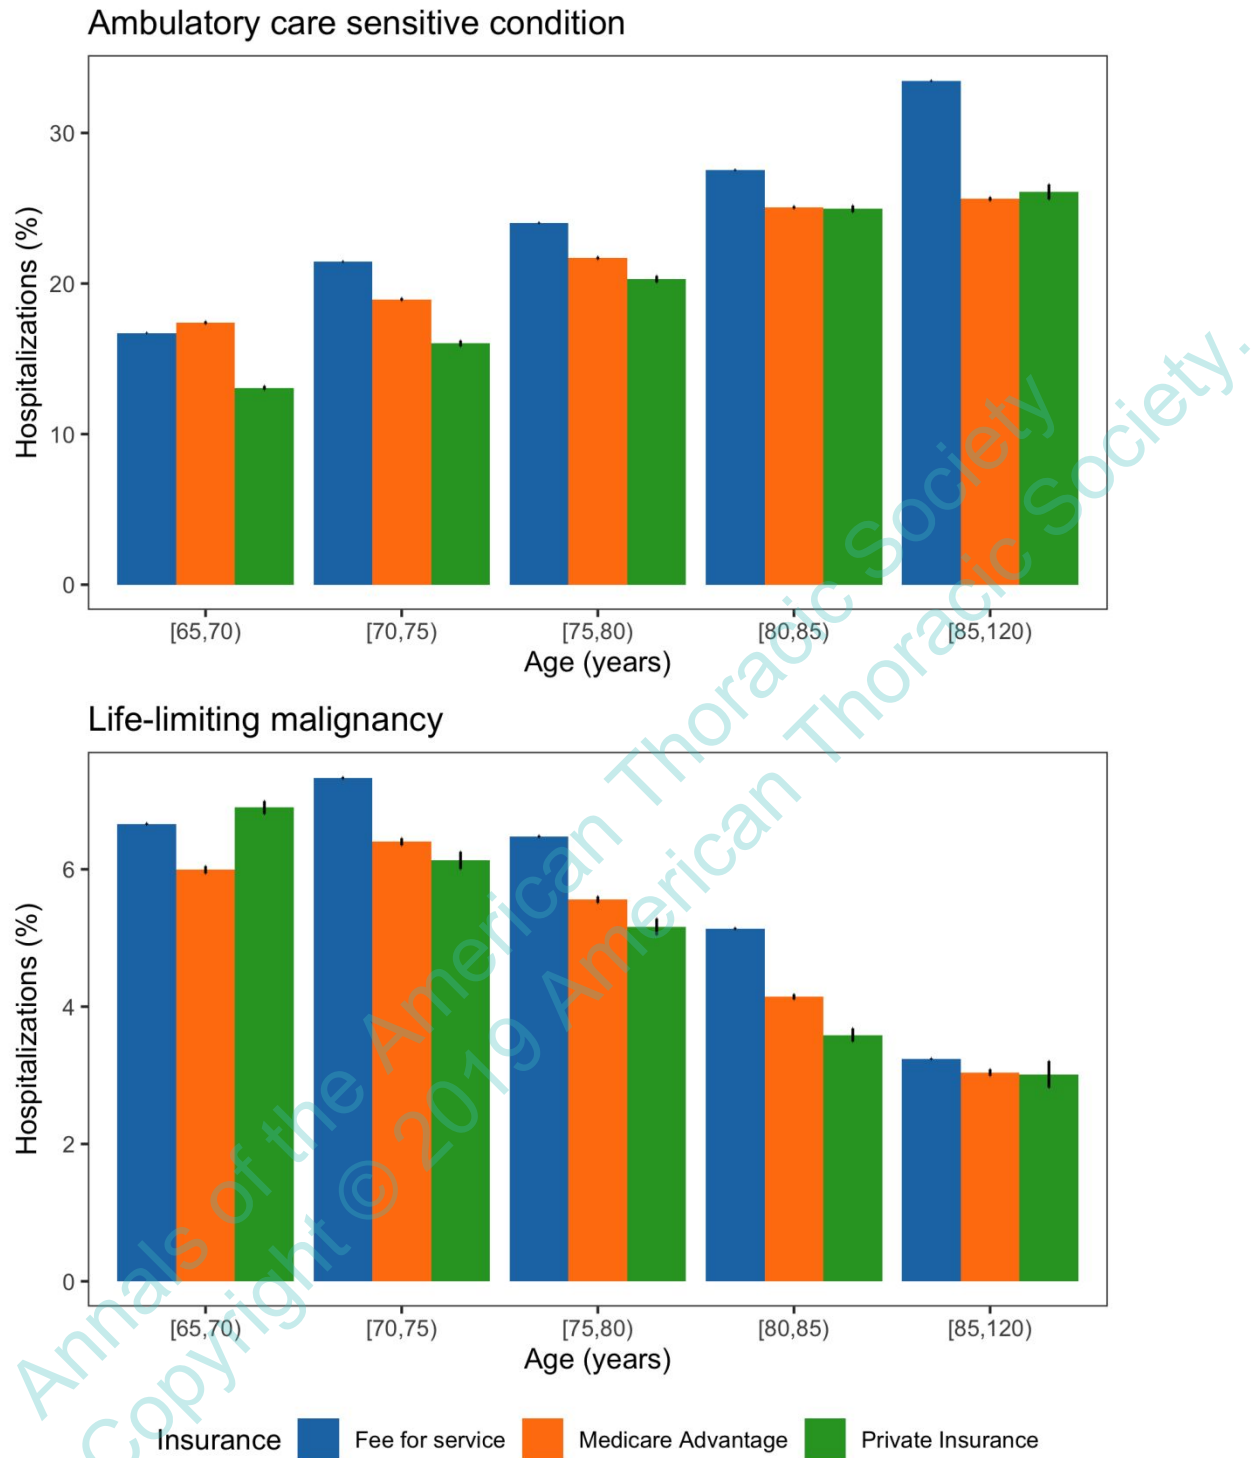 Ambulatory care sensitive condition
Hospitalizations (%)
30
20
10
0
[65,70) [70,75) [75,80) [80,85) [85,120)
Age (years)
Life-limiting malignancy
Hospitalizations (%)
6
4
2
0
[65,70) [70,75) [75,80) [80,85) [85,120)
Age (years)
Insurance Fee for service Medicare Advantage Private Insurance
Annals of the American Thoracic Society
Copyright © 2019 American Thoracic Society.